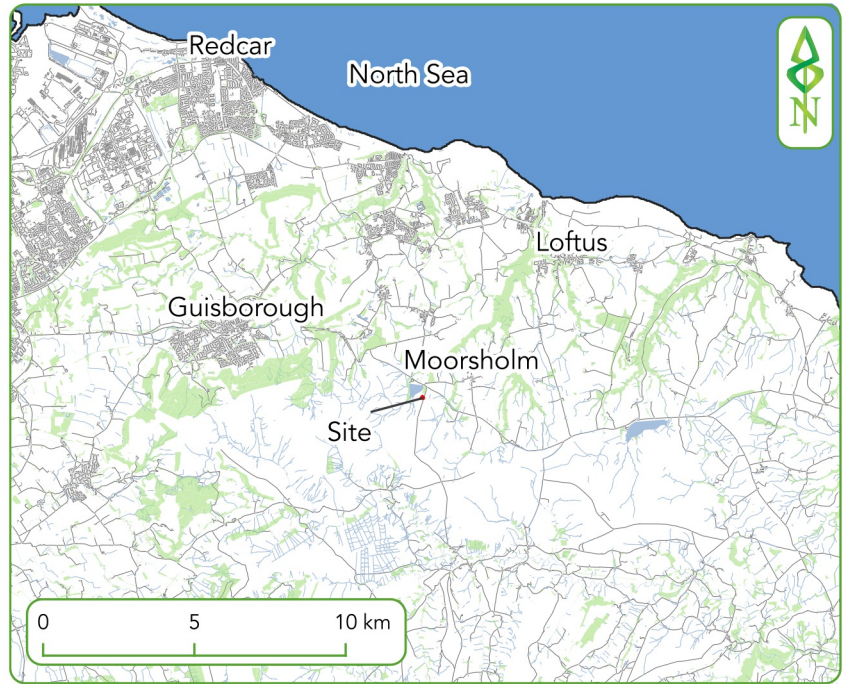 Redcar
North Sea
N
Loftus
Guisborough
Moorsholm
Site
0 5 10 km